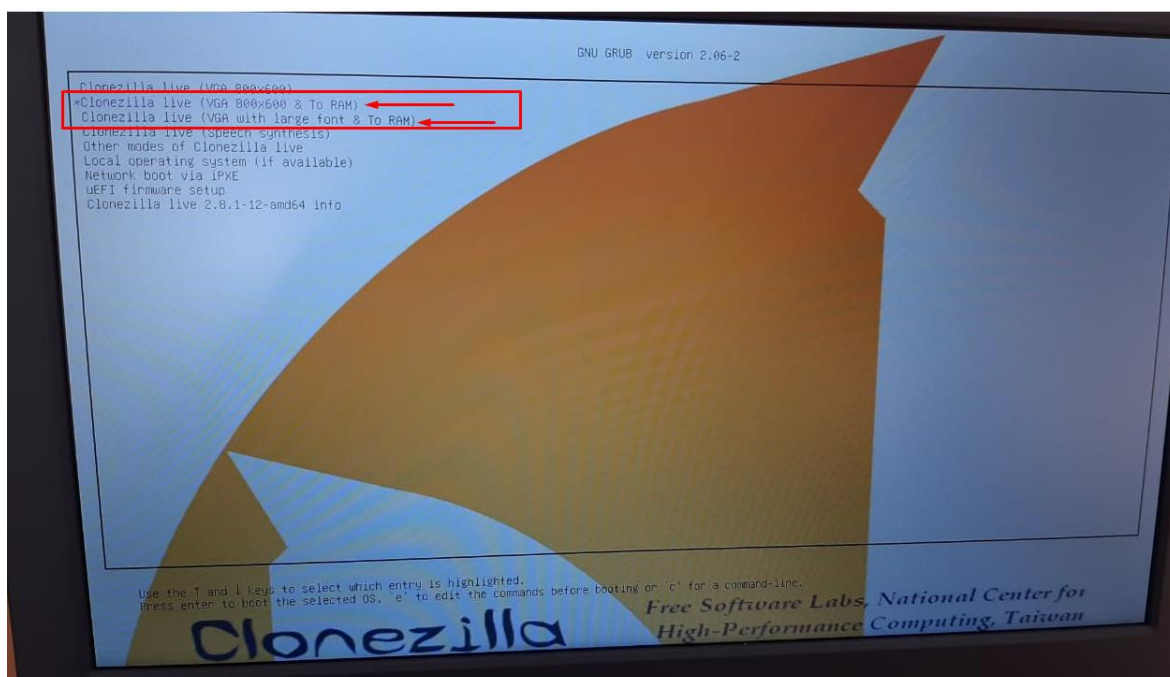 GNU GRUB version 2.06-2
Clonezilla live (VGA 800x600)
*Clonezilla live (VGA 800x600 & To RAM)
Clonezilla live (VGA with large font & To RAM)
Clonezilla live (Speech synthesis)
Other modes of Clonezilla live
Local operating system (if available)
Network boot via iPXE
uEFI firmware setup
Clonezilla live 2.8.1-12-amd64 info
Use the ↑ and ↓ keys to select which entry is highlighted.
Press enter to boot the selected OS, `e' to edit the commands before booting or `c' for a command-line.
Free Software Labs, National Center for
High-Performance Computing, Taiwan
Clonezilla